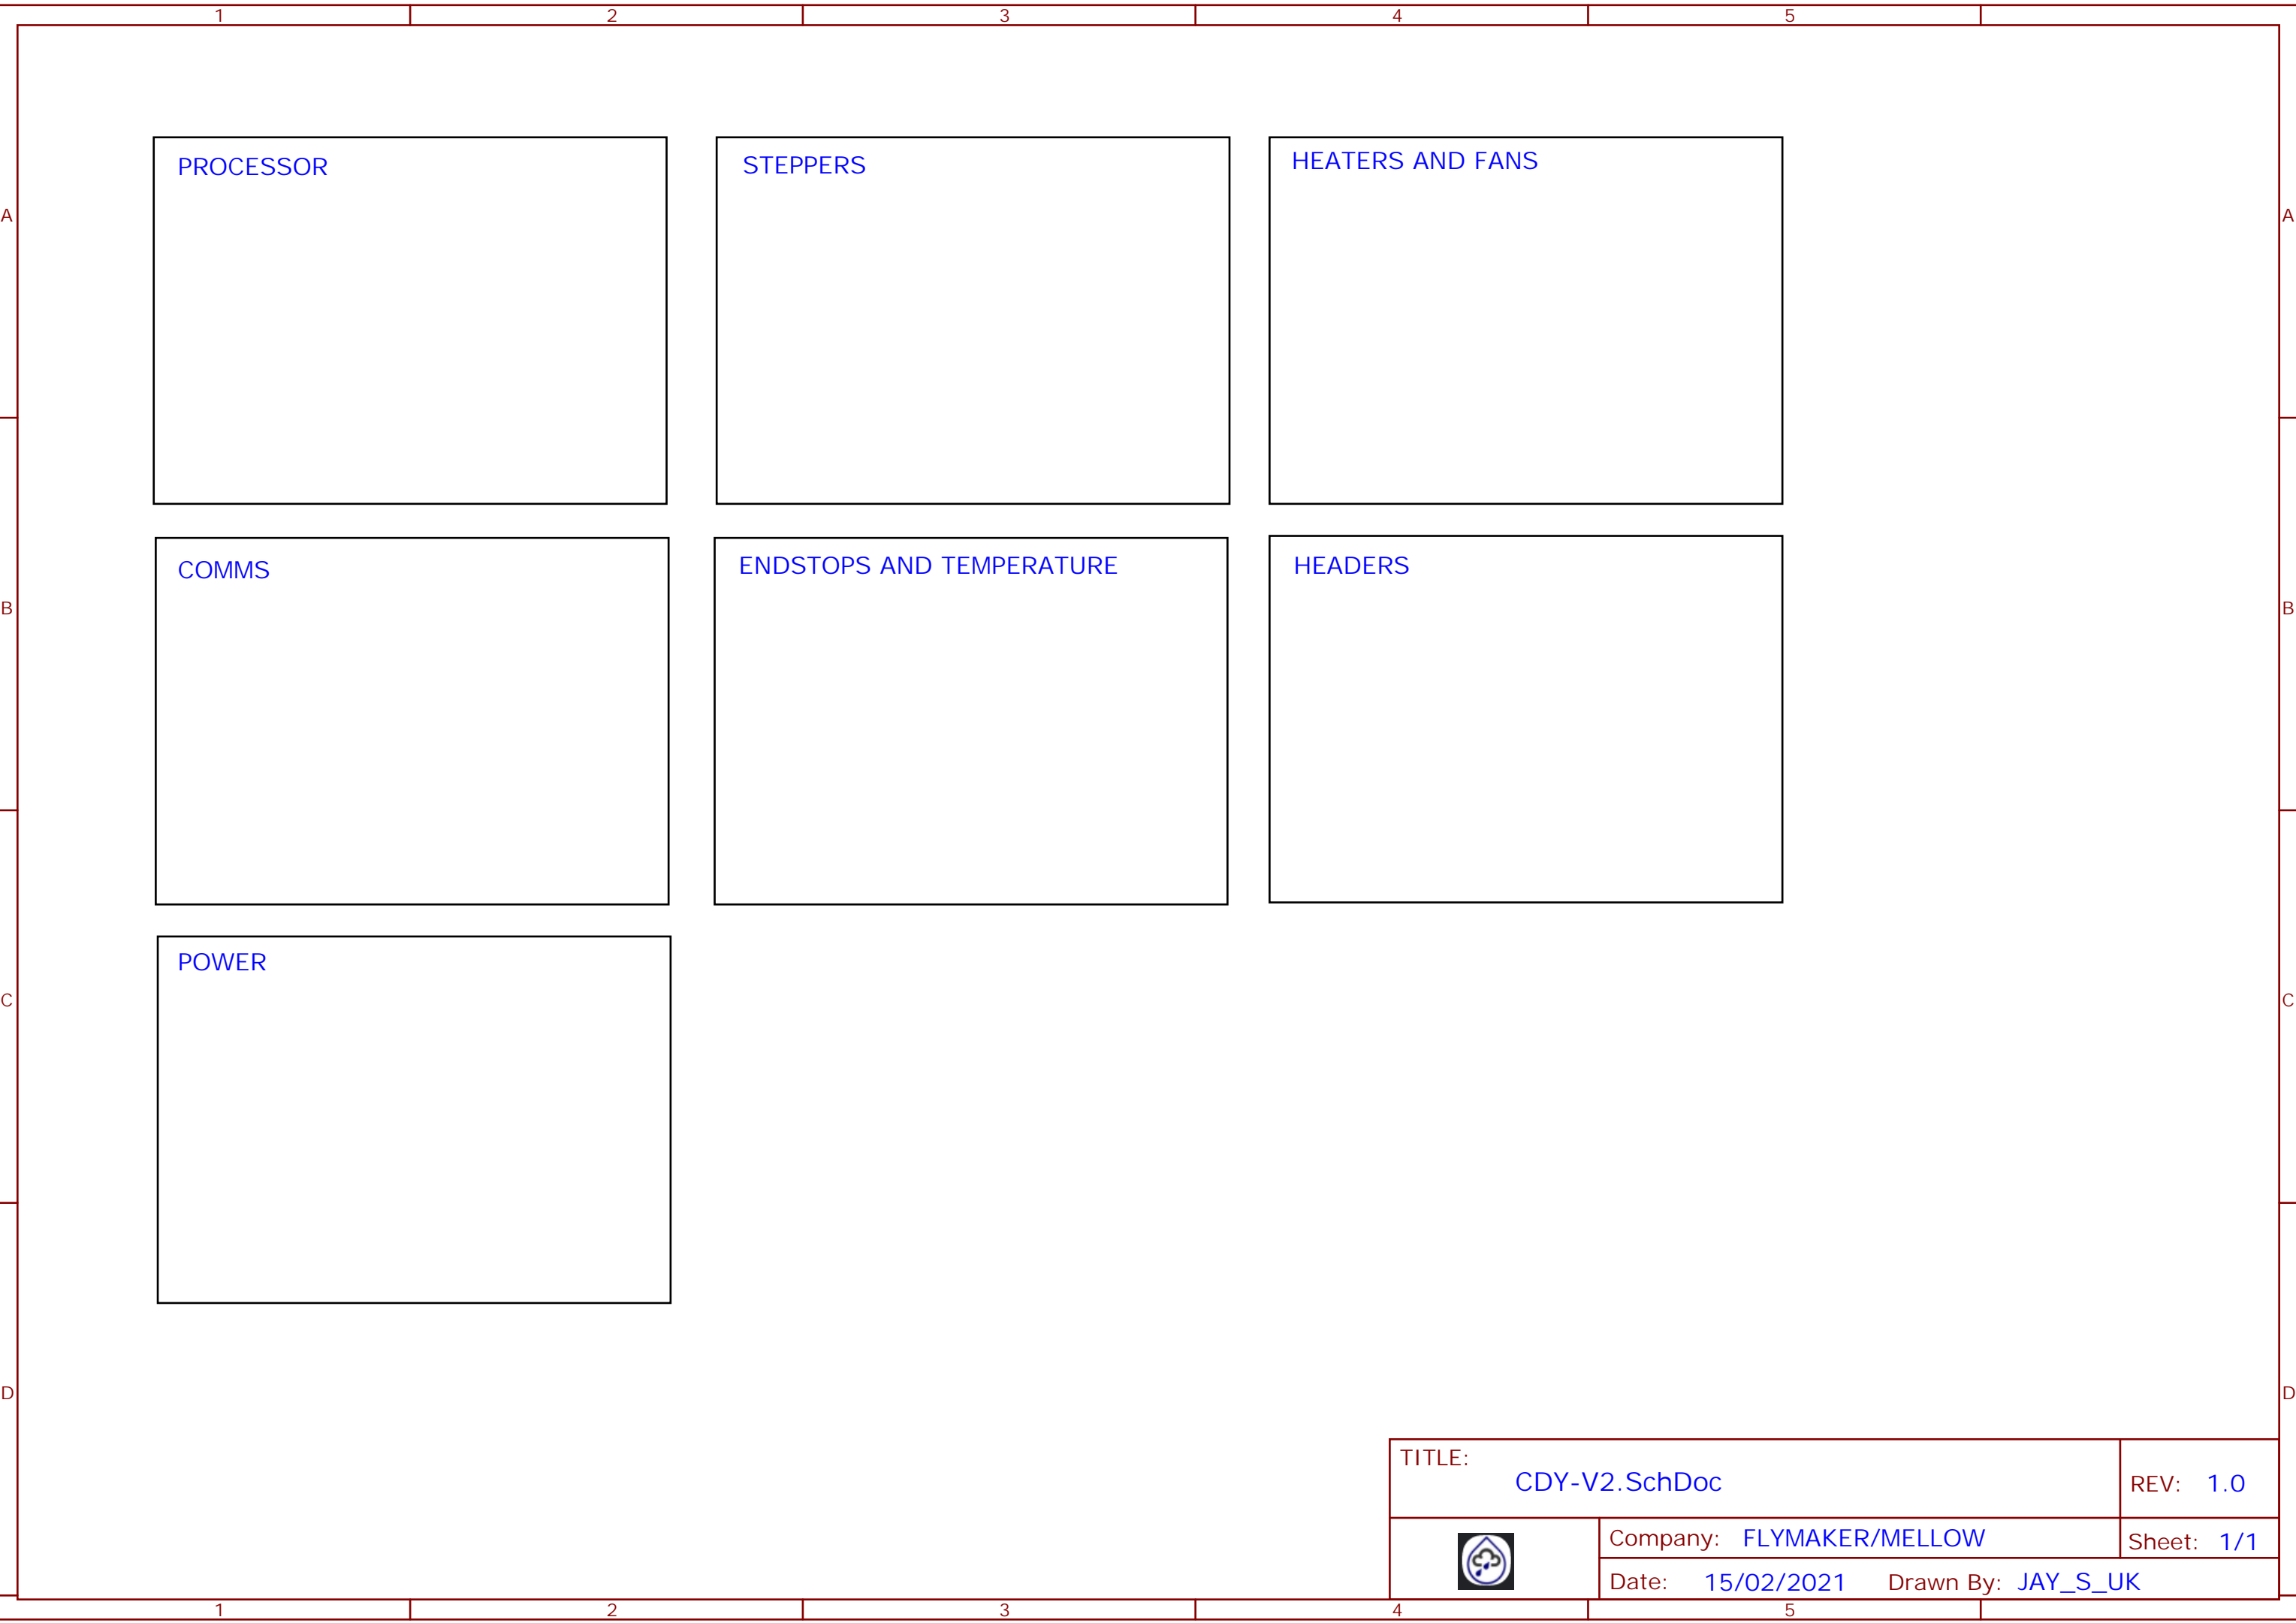 1 2 3 4 5
PROCESSOR
STEPPERS
HEATERS AND FANS
A A
COMMS
ENDSTOPS AND TEMPERATURE
HEADERS
B B
POWER
C C
D D
TITLE:
CDY-V2.SchDoc
REV: 1.0
Company: FLYMAKER/MELLOW
Sheet: 1/1
Date: 15/02/2021 Drawn By: JAY_S_UK
1 2 3 4 5